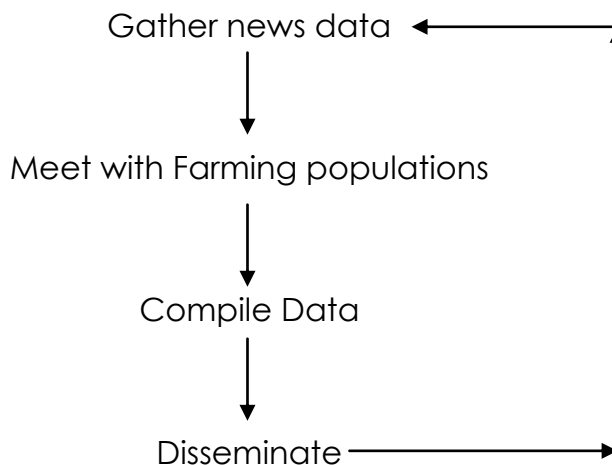 Gather news data
Meet with Farming populations
Compile Data
Disseminate